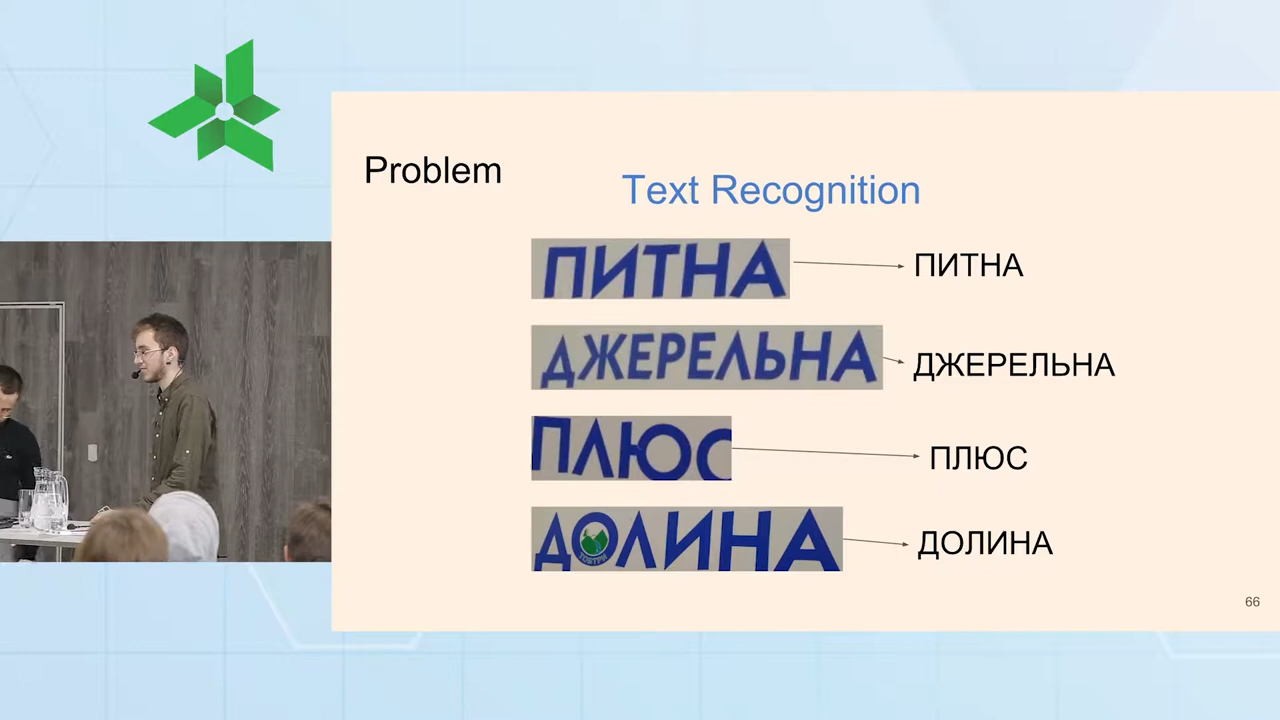 Problem
Text Recognition
ПИТНА
ПИТНА
ДЖЕРЕЛЬНА
ДЖЕРЕЛЬНА
ПЛЮС
ПЛЮС
ДОЛИНА
ДОЛИНА
66